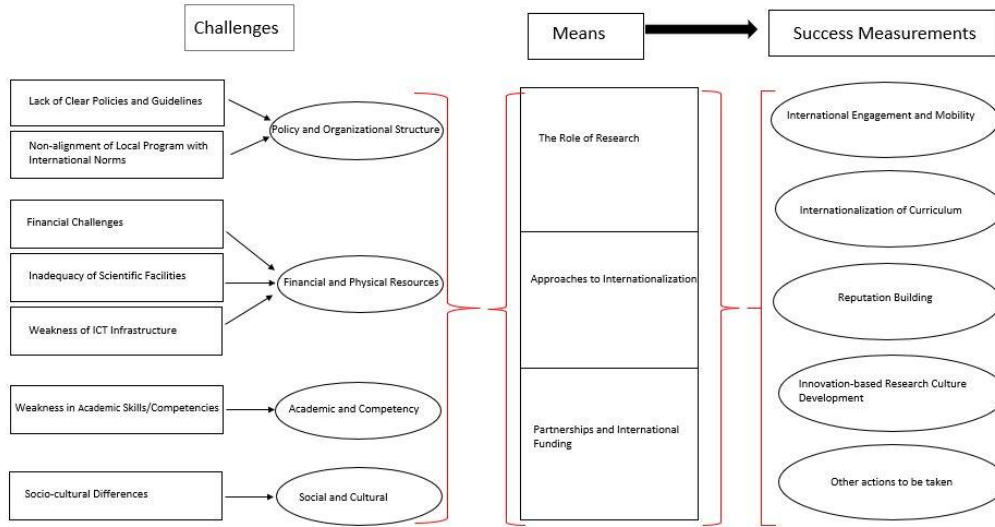 Challenges
Means
Success Measurements
Lack of Clear Policies and Guidelines
Non-alignment of Local Program with
International Norms
Policy and Organizational Structure
Financial Challenges
Inadequacy of Scientific Facilities
Weakness of ICT Infrastructure
Financial and Physical Resources
Weakness in Academic Skills/Competencies
Academic and Competency
Socio-cultural Differences
Social and Cultural
The Role of Research
Approaches to Internationalization
Partnerships and International
Funding
International Engagement and Mobility
Internationalization of Curriculum
Reputation Building
Innovation-based Research Culture
Development
Other actions to be taken